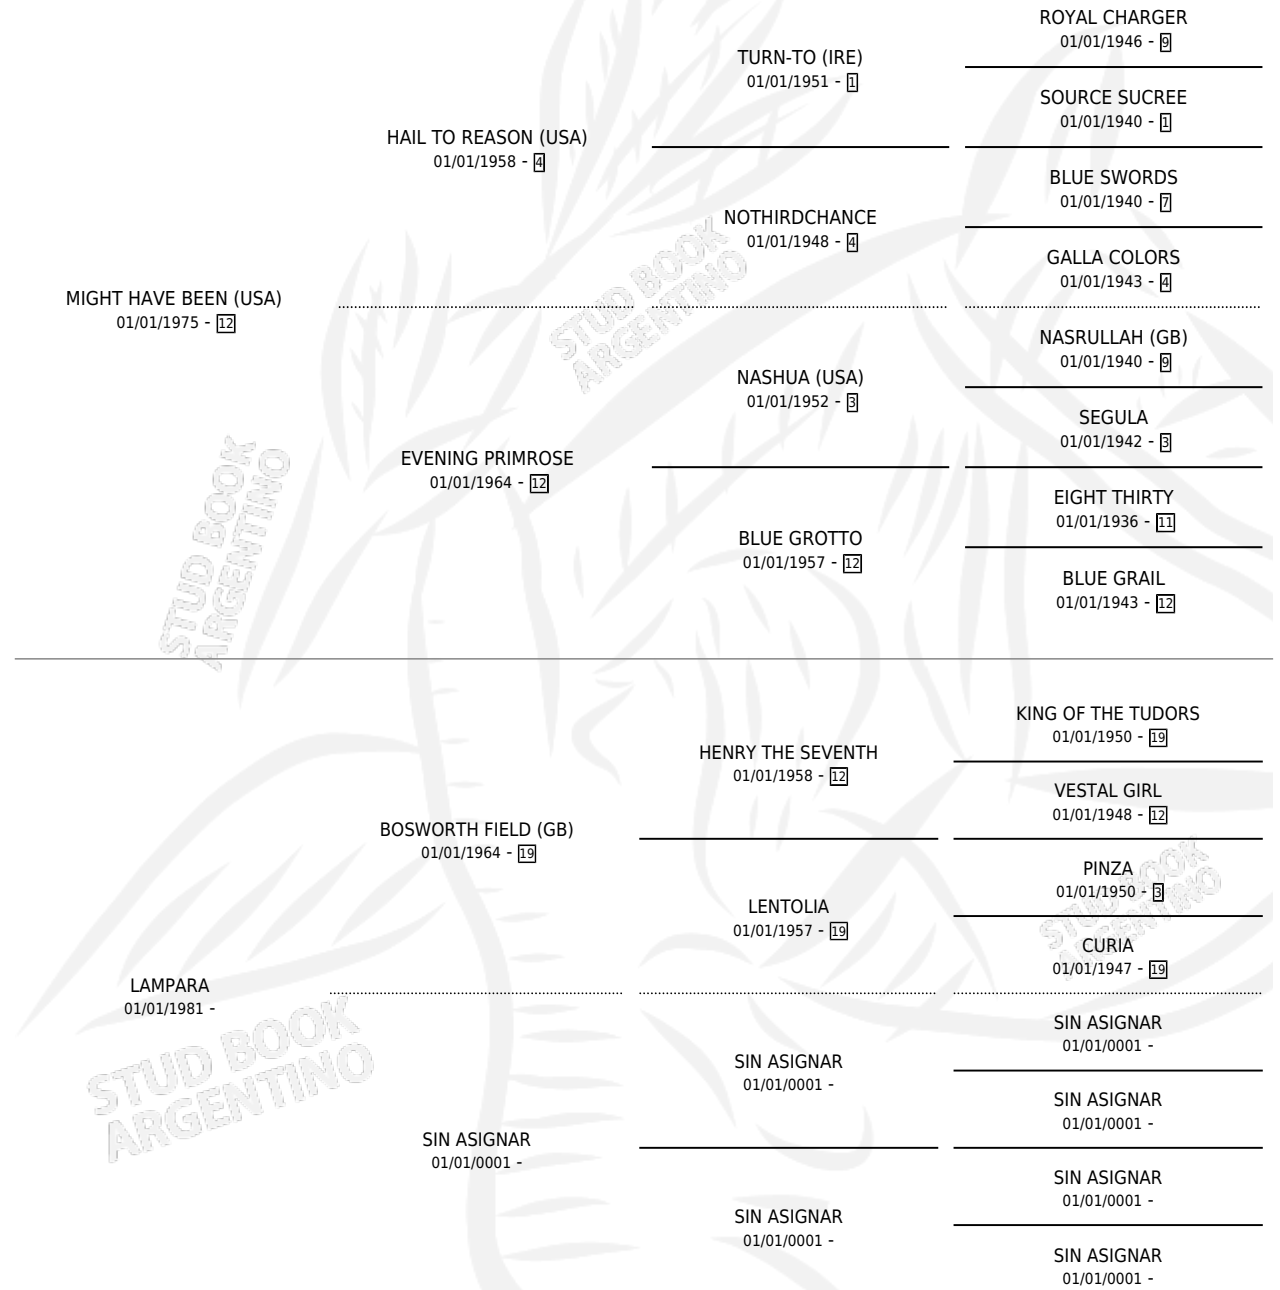 ROYAL CHARGER
01/01/1946 - 9
TURN-TO (IRE)
01/01/1951 - 1
SOURCE SUCREE
01/01/1940 - 1
HAIL TO REASON (USA)
01/01/1958 - 4
BLUE SWORDS
01/01/1940 - 7
NOTHIRDCHANCE
01/01/1948 - 4
GALLA COLORS
01/01/1943 - 4
MIGHT HAVE BEEN (USA)
01/01/1975 - 12
NASRULLAH (GB)
01/01/1940 - 9
NASHUA (USA)
01/01/1952 - 3
SEGULA
01/01/1942 - 3
EVENING PRIMROSE
01/01/1964 - 12
EIGHT THIRTY
01/01/1936 - 11
BLUE GROTTO
01/01/1957 - 12
BLUE GRAIL
01/01/1943 - 12
KING OF THE TUDORS
01/01/1950 - 19
HENRY THE SEVENTH
01/01/1958 - 12
VESTAL GIRL
01/01/1948 - 12
BOSWORTH FIELD (GB)
01/01/1964 - 19
PINZA
01/01/1950 - 3
LENTOLIA
01/01/1957 - 19
CURIA
01/01/1947 - 19
LAMPARA
01/01/1981 -
SIN ASIGNAR
01/01/0001 -
SIN ASIGNAR
01/01/0001 -
SIN ASIGNAR
01/01/0001 -
SIN ASIGNAR
01/01/0001 -
SIN ASIGNAR
01/01/0001 -
SIN ASIGNAR
01/01/0001 -
SIN ASIGNAR
01/01/0001 -
STUD BOOK
ARGENTINO
STUD BOOK
ARGENTINO
STUD BOOK
ARGENTINO
STUD BOOK
ARGENTINO